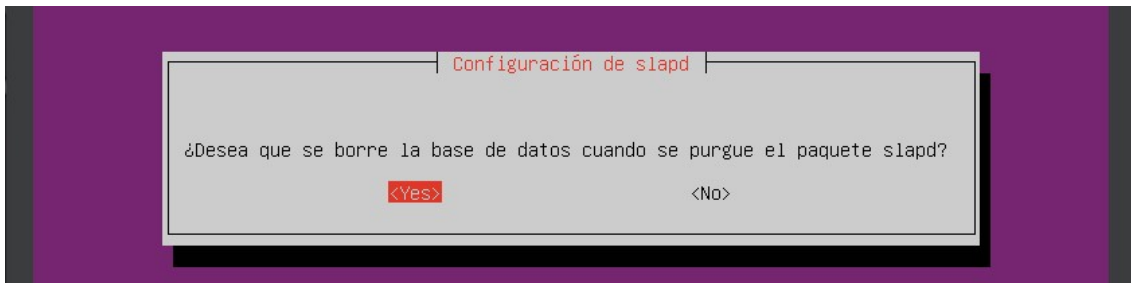 Configuración de slapd
¿Desea que se borre la base de datos cuando se purgue el paquete slapd?
<Yes> <No>